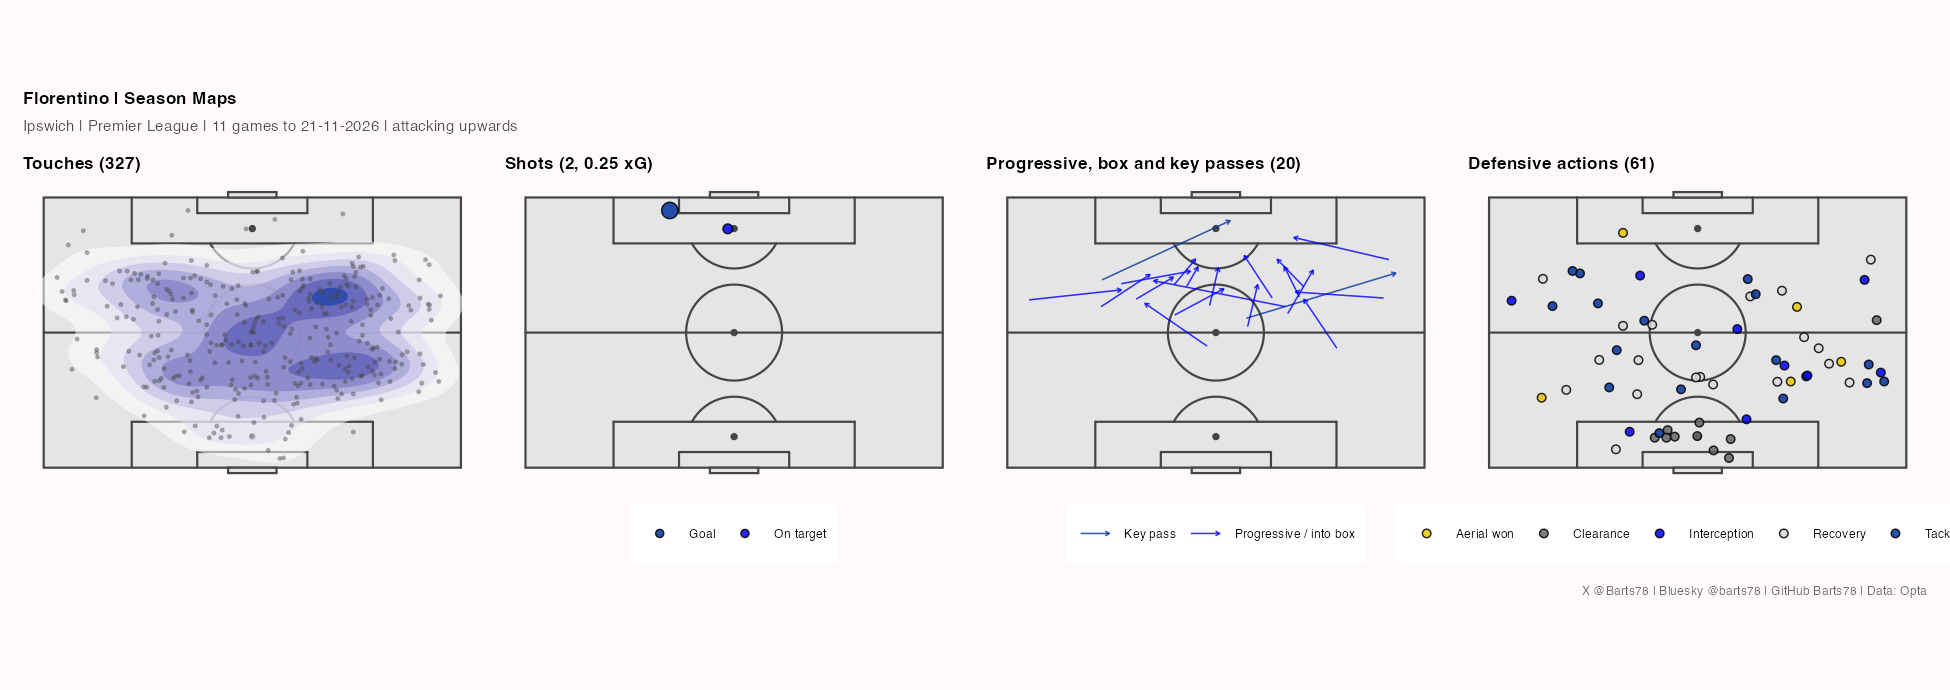 Florentino | Season Maps
Ipswich | Premier League | 11 games to 21-11-2026 | attacking upwards
Touches (327)
Shots (2, 0.25 xG)
Progressive, box and key passes (20)
Defensive actions (61)
Goal
On target
Key pass
Progressive / into box
Aerial won
Clearance
Interception
Recovery
Tack
X @Barts78 | Bluesky @barts78 | GitHub Barts78 | Data: Opta